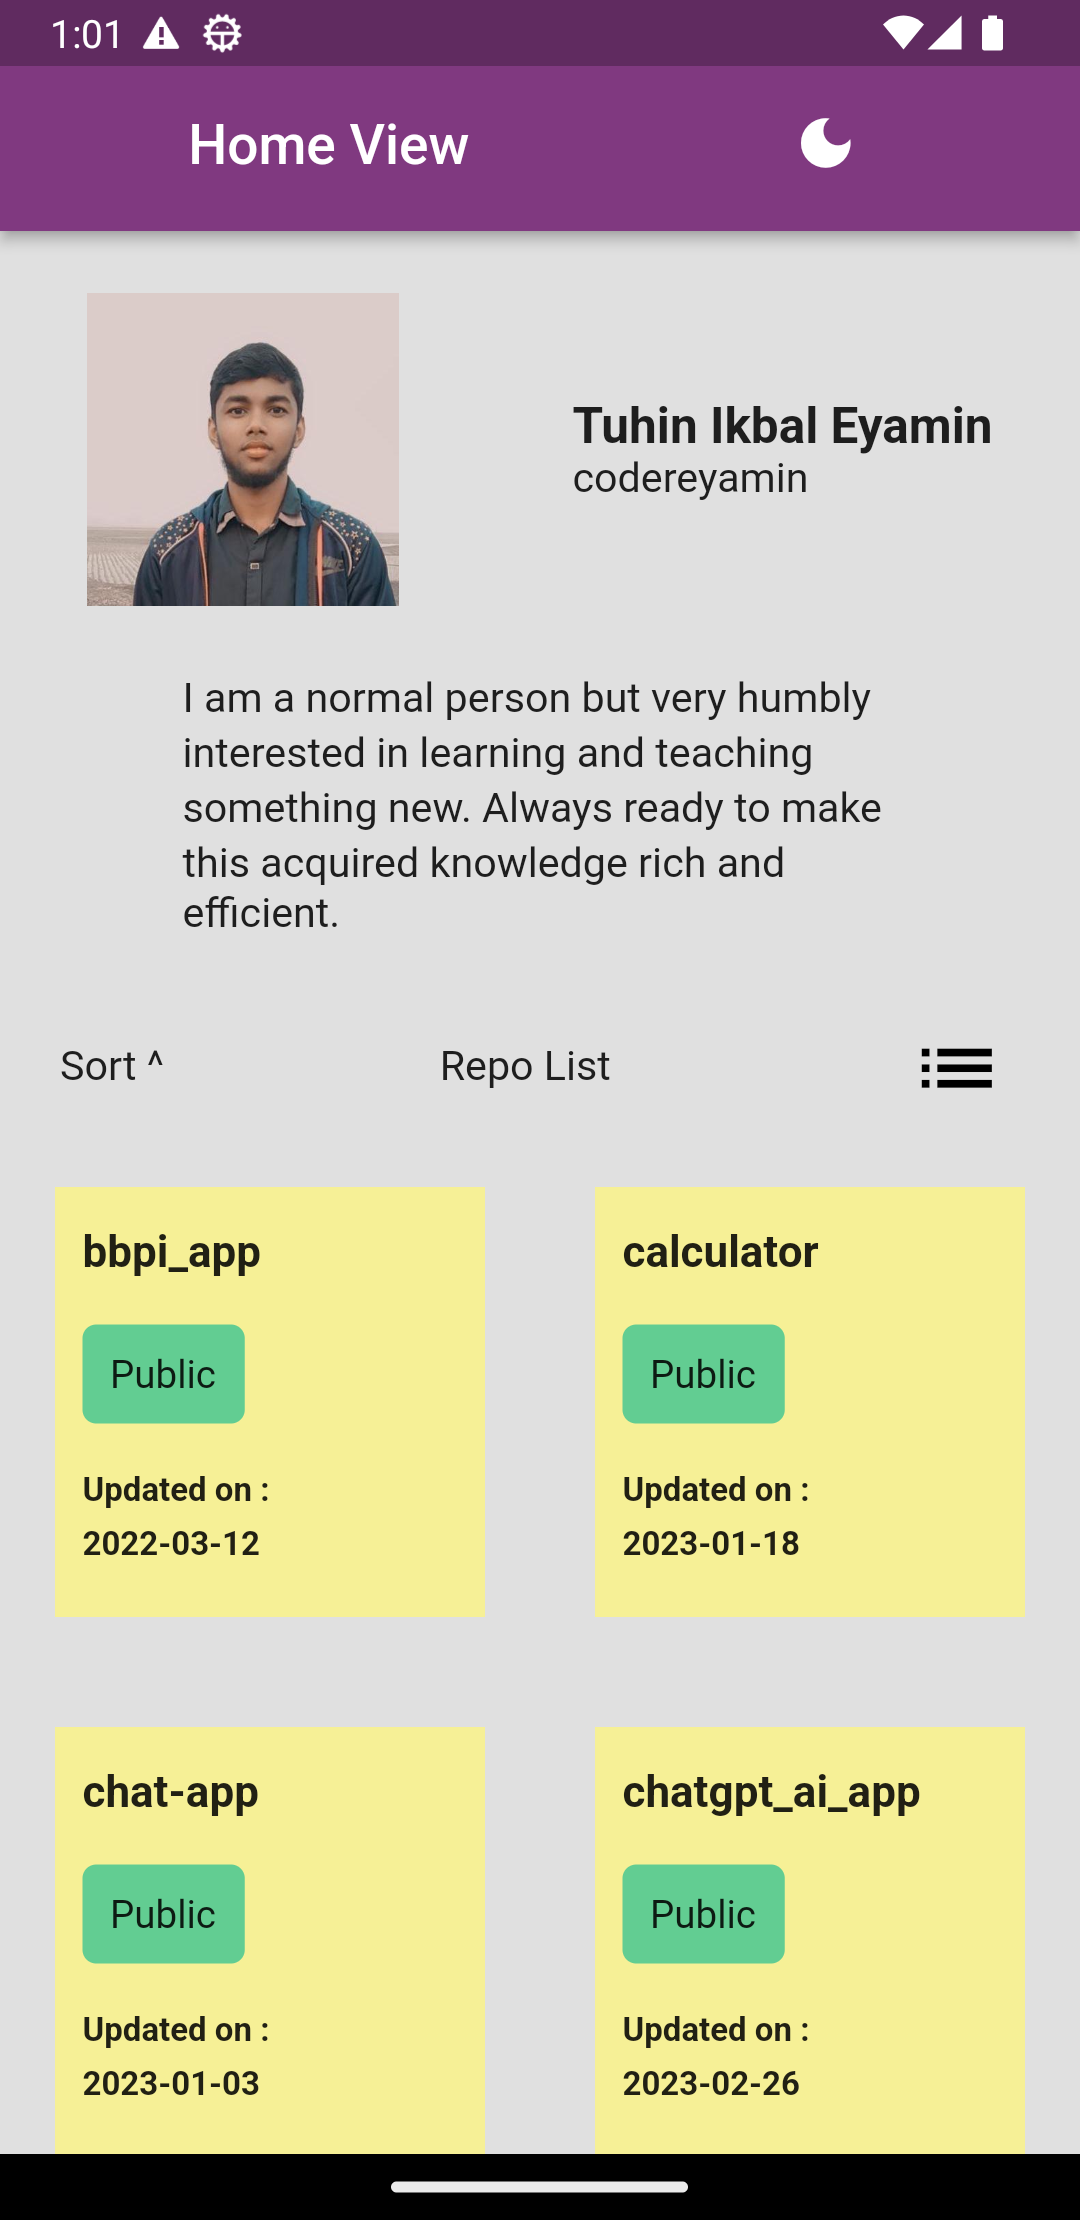 1:01
Home View
Tuhin Ikbal Eyamin
codereyamin
I am a normal person but very humbly
interested in learning and teaching
something new. Always ready to make
this acquired knowledge rich and
efficient.
Sort ^
Repo List
bbpi_app
Public
Updated on :
2022-03-12
calculator
Public
Updated on :
2023-01-18
chat-app
Public
Updated on :
2023-01-03
chatgpt_ai_app
Public
Updated on :
2023-02-26